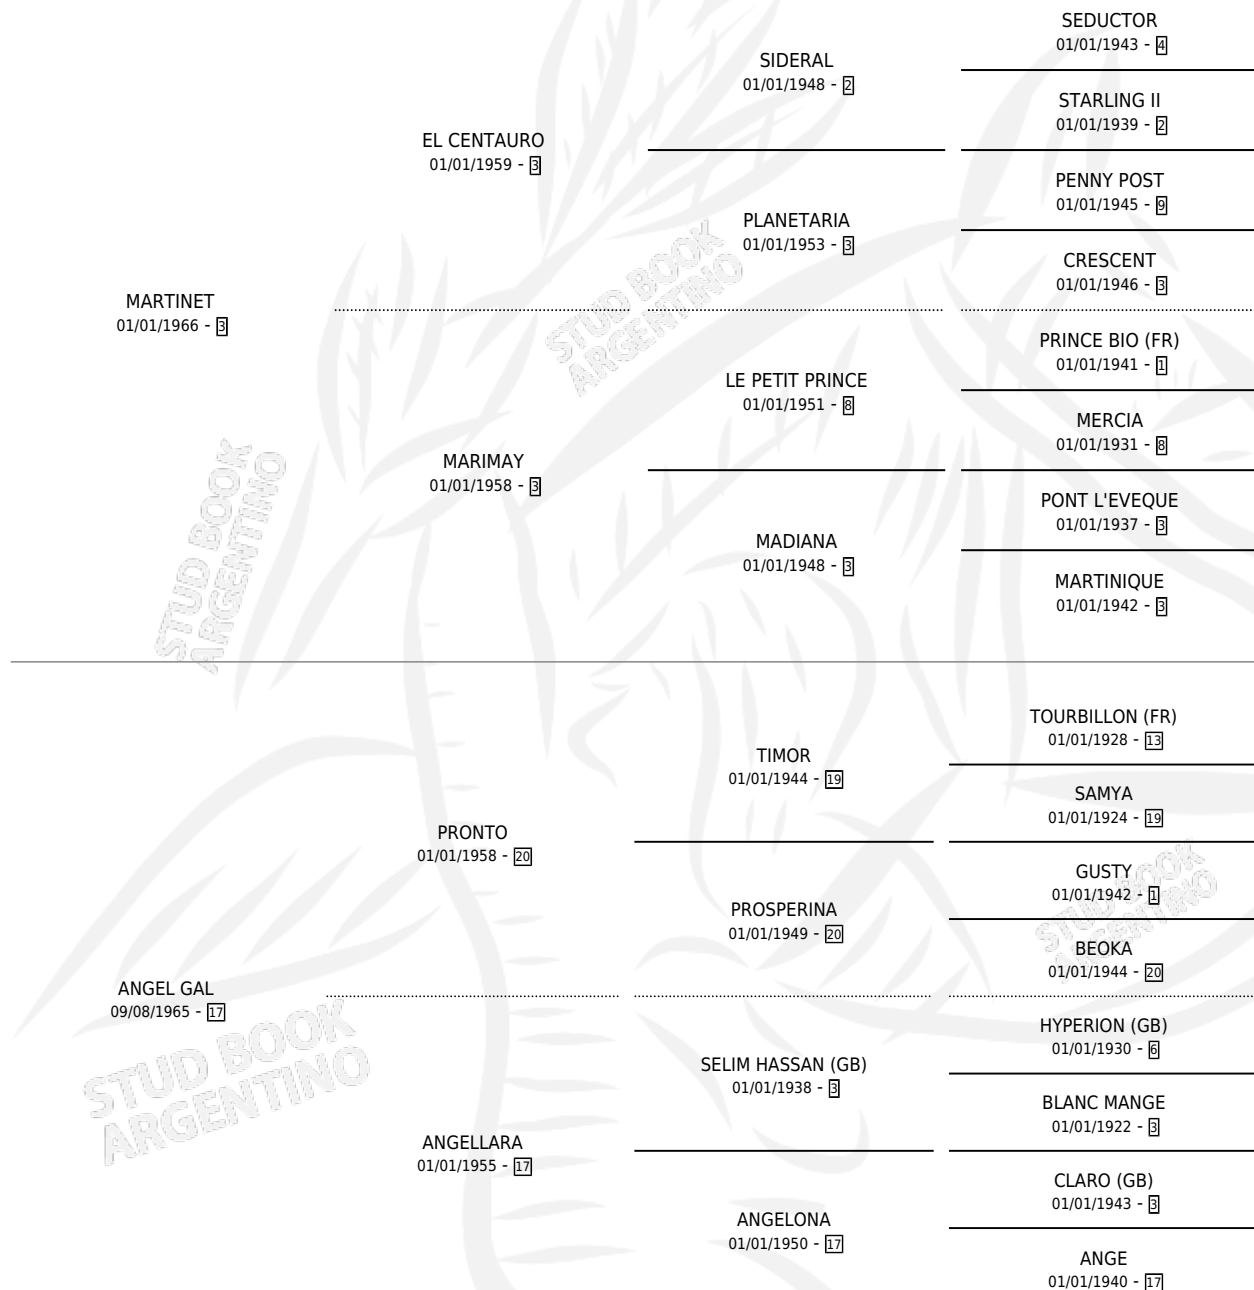 MARTINET
01/01/1966 - 3
EL CENTAURO
01/01/1959 - 3
MARIMAY
01/01/1958 - 3
SIDERAL
01/01/1948 - 2
PLANETARIA
01/01/1953 - 3
LE PETIT PRINCE
01/01/1951 - 8
MADIANA
01/01/1948 - 3
SEDUCTOR
01/01/1943 - 4
STARLING II
01/01/1939 - 2
PENNY POST
01/01/1945 - 9
CRESCENT
01/01/1946 - 3
PRINCE BIO (FR)
01/01/1941 - 1
MERCIA
01/01/1931 - 8
PONT L'EVEQUE
01/01/1937 - 3
MARTINIQUE
01/01/1942 - 3
STUD BOOK
ARGENTINO
STUD BOOK
ARGENTINO
ANGEL GAL
09/08/1965 - 17
PRONTO
01/01/1958 - 20
ANGELLARA
01/01/1955 - 17
TIMOR
01/01/1944 - 19
PROSPERINA
01/01/1949 - 20
SELIM HASSAN (GB)
01/01/1938 - 3
ANGELONA
01/01/1950 - 17
TOURBILLON (FR)
01/01/1928 - 13
SAMYA
01/01/1924 - 19
GUSTY
01/01/1942 - 1
BEOKA
01/01/1944 - 20
HYPERION (GB)
01/01/1930 - 6
BLANC MANGE
01/01/1922 - 3
CLARO (GB)
01/01/1943 - 3
ANGE
01/01/1940 - 17
STUD BOOK
ARGENTINO
STUD BOOK
ARGENTINO